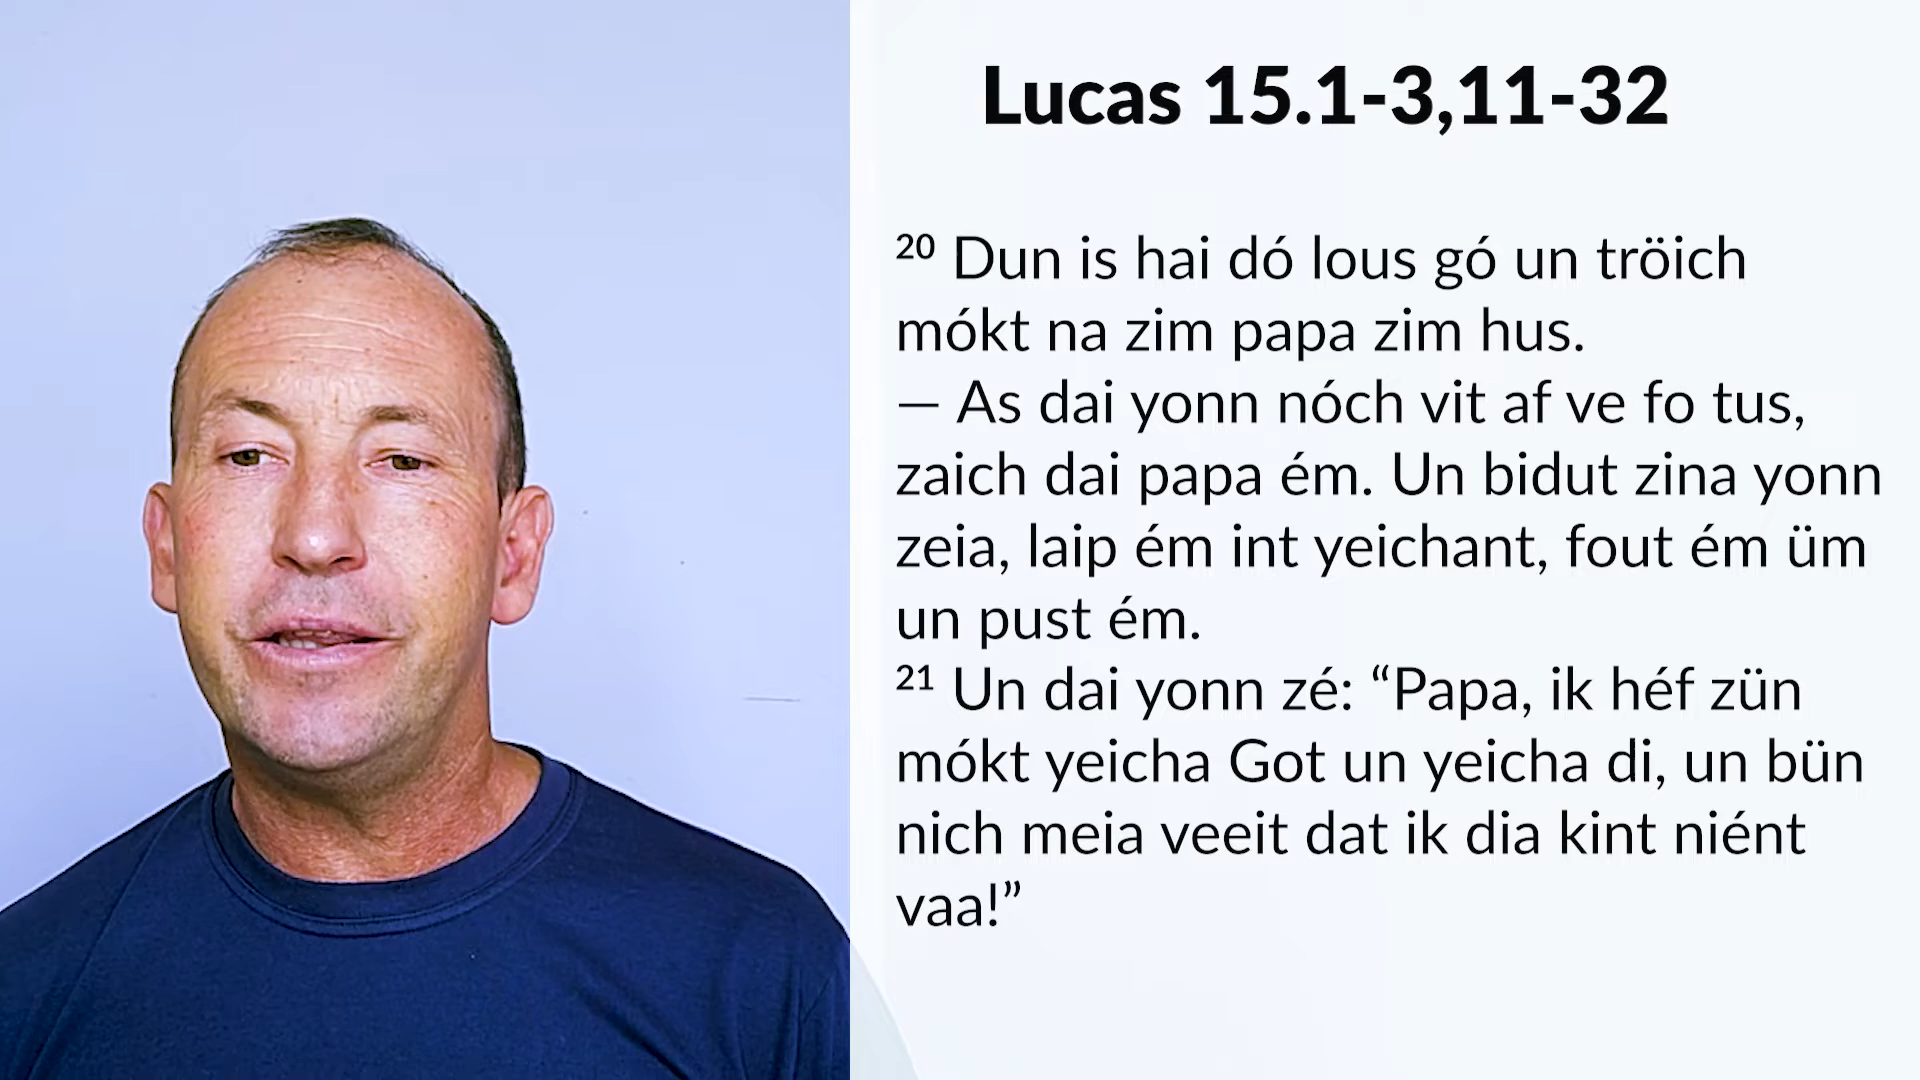 Lucas 15.1-3,11-32
²⁰ Dun is hai dó lous gó un tröich
mókt na zim papa zim hus.
— As dai yonn nóch vit af ve fo tus,
zaich dai papa ém. Un bidut zina yonn
zeia, laip ém int yeichant, fout ém üm
un pust ém.
²¹ Un dai yonn zé: “Papa, ik héf zün
mókt yeicha Got un yeicha di, un bün
nich meia veeit dat ik dia kint niént
vaa!”